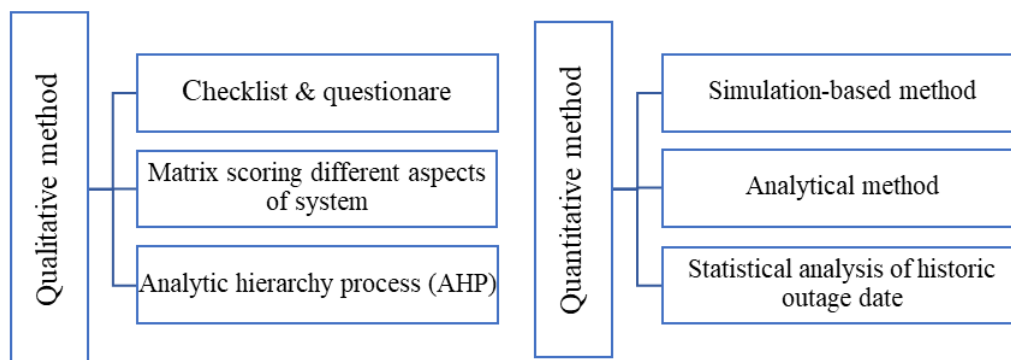 Qualitative method
Checklist & questionare
Matrix scoring different aspects
of system
Analytic hierarchy process (AHP)
Quantitative method
Simulation-based method
Analytical method
Statistical analysis of historic
outage date